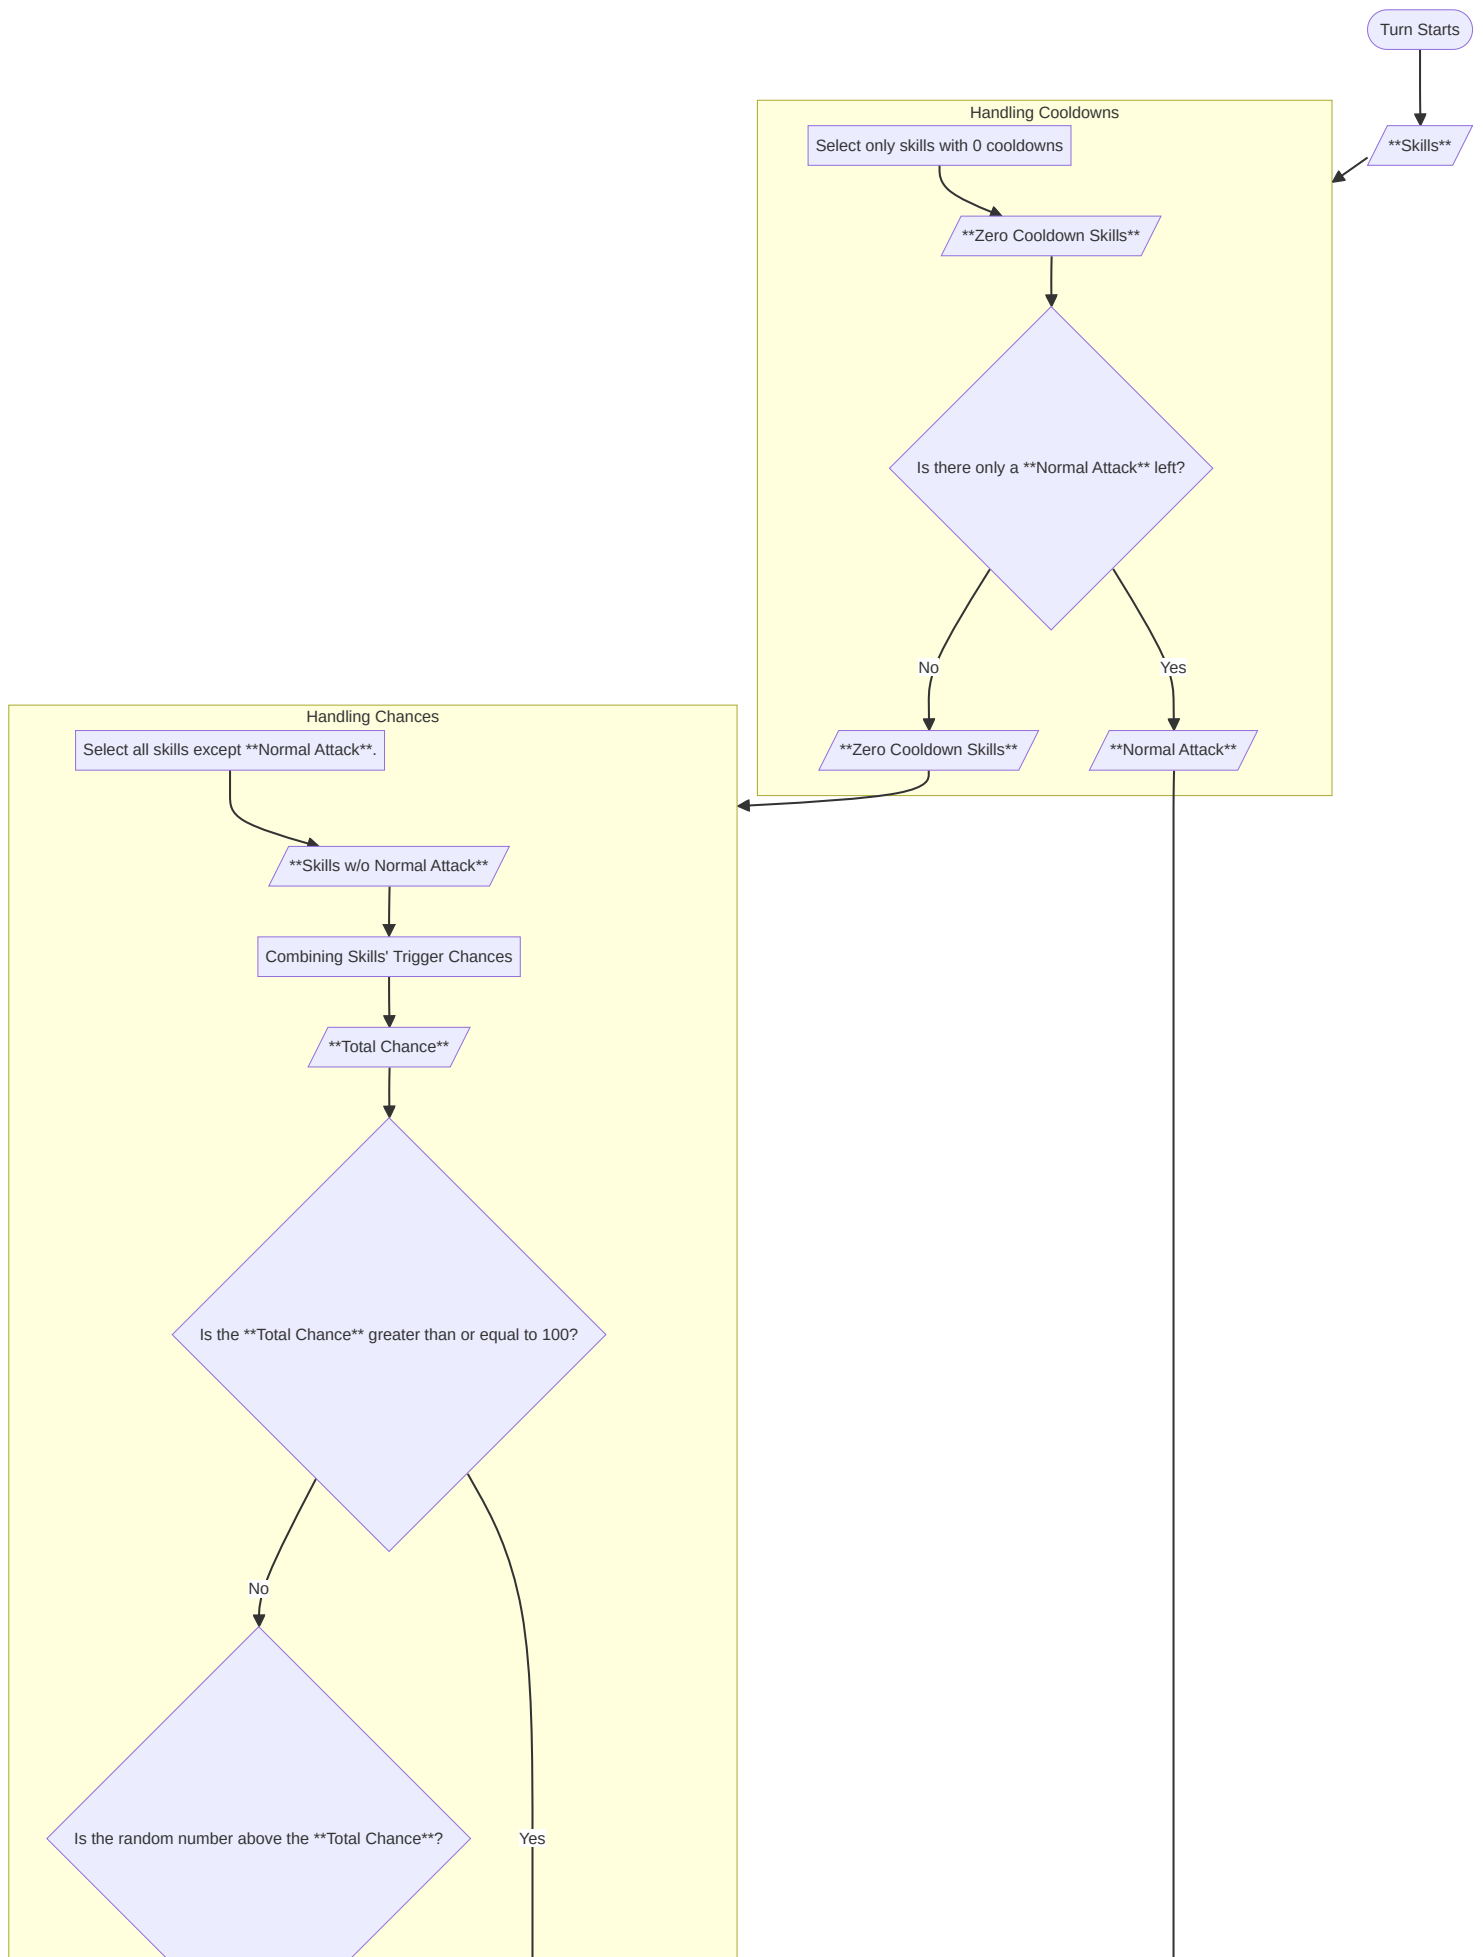 Turn Starts
**Skills**
Handling Cooldowns
Select only skills with 0 cooldowns
**Zero Cooldown Skills**
Is there only a **Normal Attack** left?
No
Yes
**Zero Cooldown Skills**
**Normal Attack**
Handling Chances
Select all skills except **Normal Attack**.
**Skills w/o Normal Attack**
Combining Skills' Trigger Chances
**Total Chance**
Is the **Total Chance** greater than or equal to 100?
No
Is the random number above the **Total Chance**?
Yes